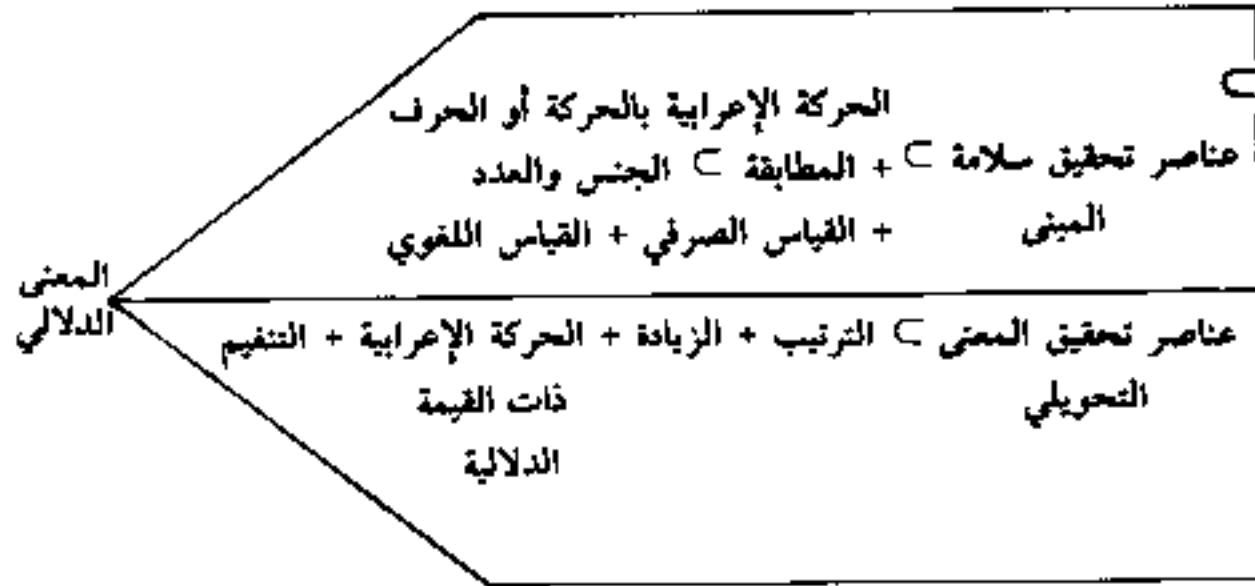 الحركة الإعرابية بالحركة أو الحرف
عناصر تحقيق سلامة ⊂ + المطابقة ⊂ الجنس والعدد
المبنى + القياس الصرفي + القياس اللغوي
المعنى
الدلالي
عناصر تحقيق المعنى ⊂ الترتيب + الزيادة + الحركة الإعرابية + التنغيم
التحويلي ذات القيمة
الدلالية